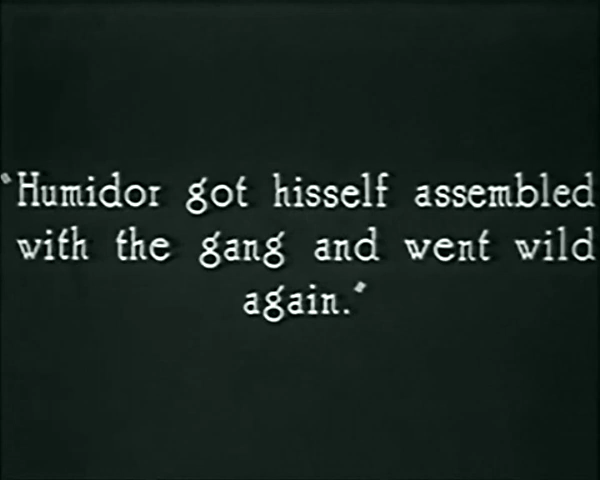 "Humidor got hisself assembled
with the gang and went wild
again."